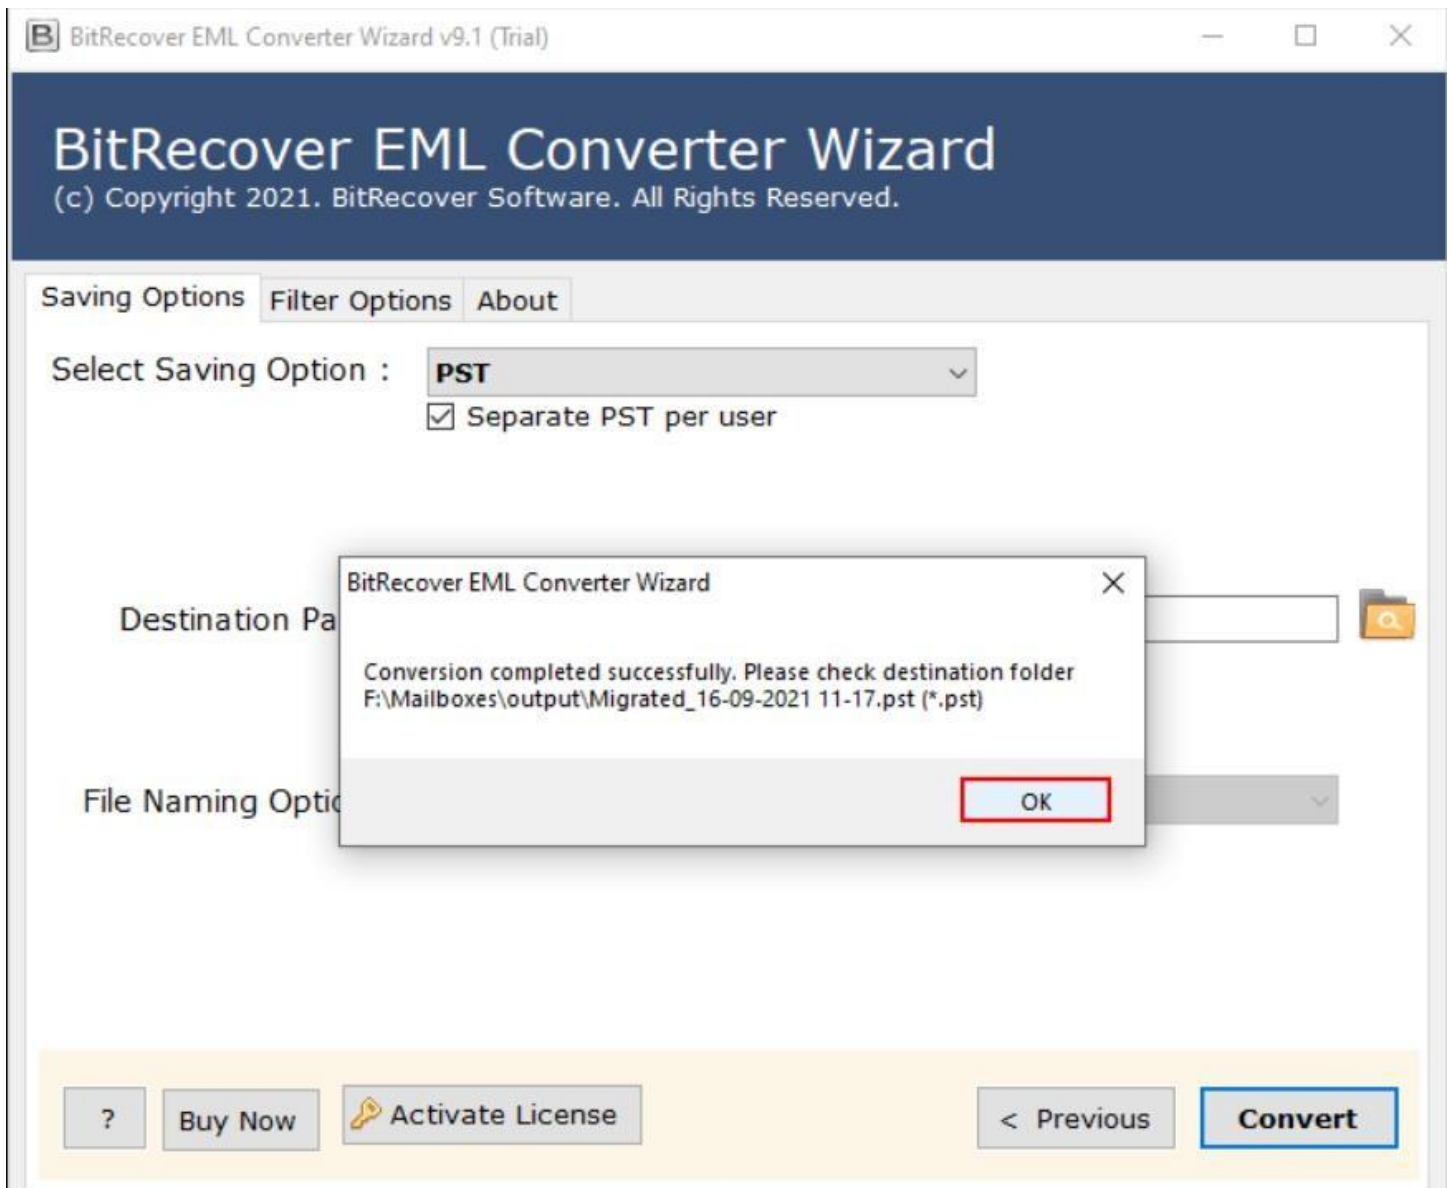 BitRecover EML Converter Wizard v9.1 (Trial)
BitRecover EML Converter Wizard
(c) Copyright 2021. BitRecover Software. All Rights Reserved.
Saving Options Filter Options About
Select Saving Option : PST
Separate PST per user
BitRecover EML Converter Wizard
Destination Pa
Conversion completed successfully. Please check destination folder
F:\Mailboxes\output\Migrated_16-09-2021 11-17.pst (*.pst)
File Naming Optio
OK
? Buy Now Activate License < Previous Convert